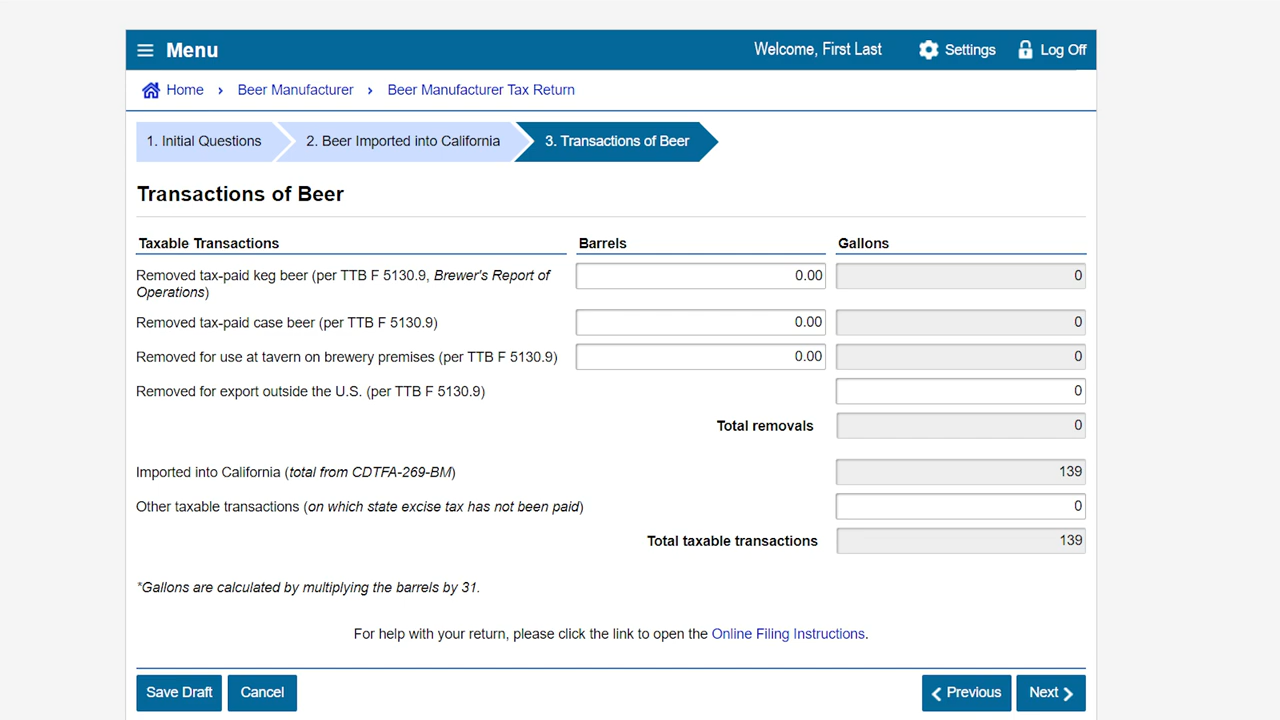 Menu
Welcome, First Last
Settings
Log Off
Home
Beer Manufacturer
Beer Manufacturer Tax Return
1. Initial Questions
2. Beer Imported into California
3. Transactions of Beer
Transactions of Beer
Taxable Transactions Barrels Gallons
Removed tax-paid keg beer (per TTB F 5130.9, Brewer's Report of 0.00 0
Operations)
Removed tax-paid case beer (per TTB F 5130.9) 0.00 0
Removed for use at tavern on brewery premises (per TTB F 5130.9) 0.00 0
Removed for export outside the U.S. (per TTB F 5130.9) 0
Total removals 0
Imported into California (total from CDTFA-269-BM) 139
Other taxable transactions (on which state excise tax has not been paid) 0
Total taxable transactions 139
*Gallons are calculated by multiplying the barrels by 31.
For help with your return, please click the link to open the Online Filing Instructions.
Save Draft
Cancel
Previous
Next